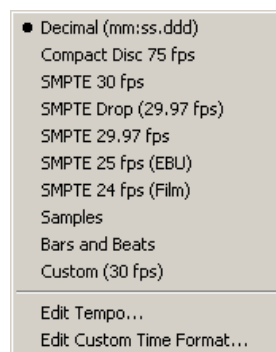 Decimal (mm:ss.ddd)
Compact Disc 75 fps
SMPTE 30 fps
SMPTE Drop (29.97 fps)
SMPTE 29.97 fps
SMPTE 25 fps (EBU)
SMPTE 24 fps (Film)
Samples
Bars and Beats
Custom (30 fps)
Edit Tempo...
Edit Custom Time Format...